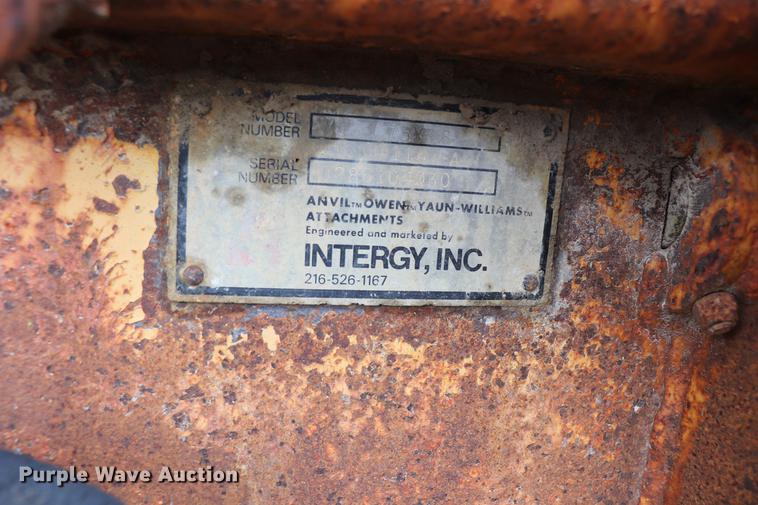 MODEL
NUMBER
SERIAL
NUMBER
ANVIL™ OWEN™ YAUN-WILLIAMS™
ATTACHMENTS
Engineered and marketed by
INTERGY, INC.
216-526-1167
Purple Wave Auction